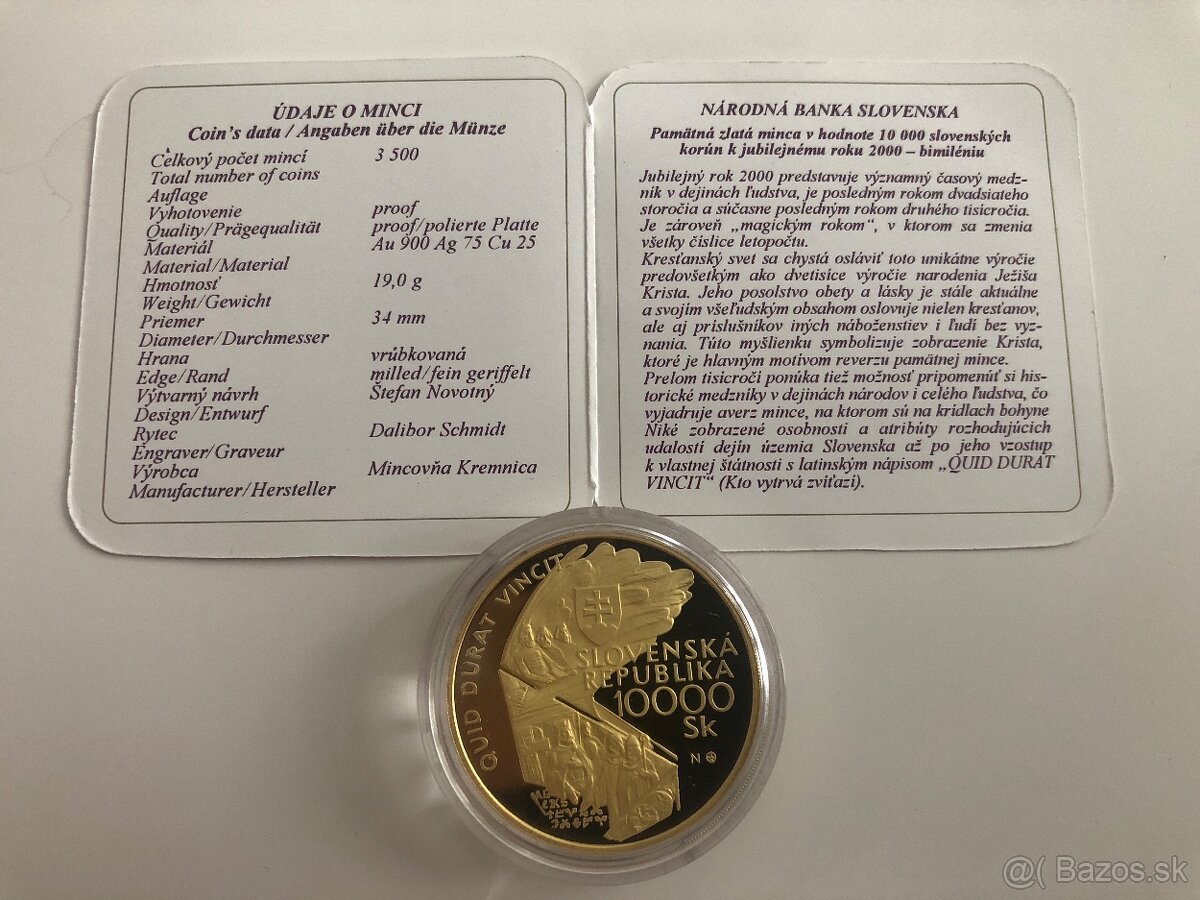 ÚDAJE O MINCI
Coin's data / Angaben über die Münze
Celkový počet mincí 3 500
Total number of coins
Auflage
Vyhotovenie proof
Quality/Prägequalität proof/polierte Platte
Materiál Au 900 Ag 75 Cu 25
Material/Material
Hmotnosť 19,0 g
Weight/Gewicht
Priemer 34 mm
Diameter/Durchmesser
Hrana vrúbkovaná
Edge/Rand milled/fein geriffelt
Výtvarný návrh Štefan Novotný
Design/Entwurf
Rytec Dalibor Schmidt
Engraver/Graveur
Výrobca Mincovňa Kremnica
Manufacturer/Hersteller
NÁRODNÁ BANKA SLOVENSKA
Pamätná zlatá minca v hodnote 10 000 slovenských
korún k jubilejnému roku 2000 – bimiléniu
Jubilejný rok 2000 predstavuje významný časový medz-
ník v dejinách ľudstva, je posledným rokom dvadsiateho
storočia a súčasne posledným rokom druhého tisícročia.
Je zároveň „magickým rokom", v ktorom sa zmenia
všetky číslice letopočtu.
Kresťanský svet sa chystá osláviť toto unikátne výročie
predovšetkým ako dvetisíce výročie narodenia Ježiša
Krista. Jeho posolstvo obety a lásky je stále aktuálne
a svojím všeľudským obsahom oslovuje nielen kresťanov,
ale aj príslušníkov iných náboženstiev i ľudí bez vyz-
nania. Túto myšlienku symbolizuje zobrazenie Krista,
ktoré je hlavným motívom reverzu pamätnej mince.
Prelom tisícročí ponúka tiež možnosť pripomenúť si his-
torické medzníky v dejinách národov i celého ľudstva, čo
vyjadruje averz mince, na ktorom sú na krídlach bohyne
Niké zobrazené osobnosti a atribúty rozhodujúcich
udalostí dejín územia Slovenska až po jeho vzostup
k vlastnej štátnosti s latinským nápisom „QUID DURAT
VINCIT" (Kto vytrvá zvíťazí).
QUID DURAT VINCIT
SLOVENSKÁ
REPUBLIKA
10000
Sk
N
@( Bazos.sk